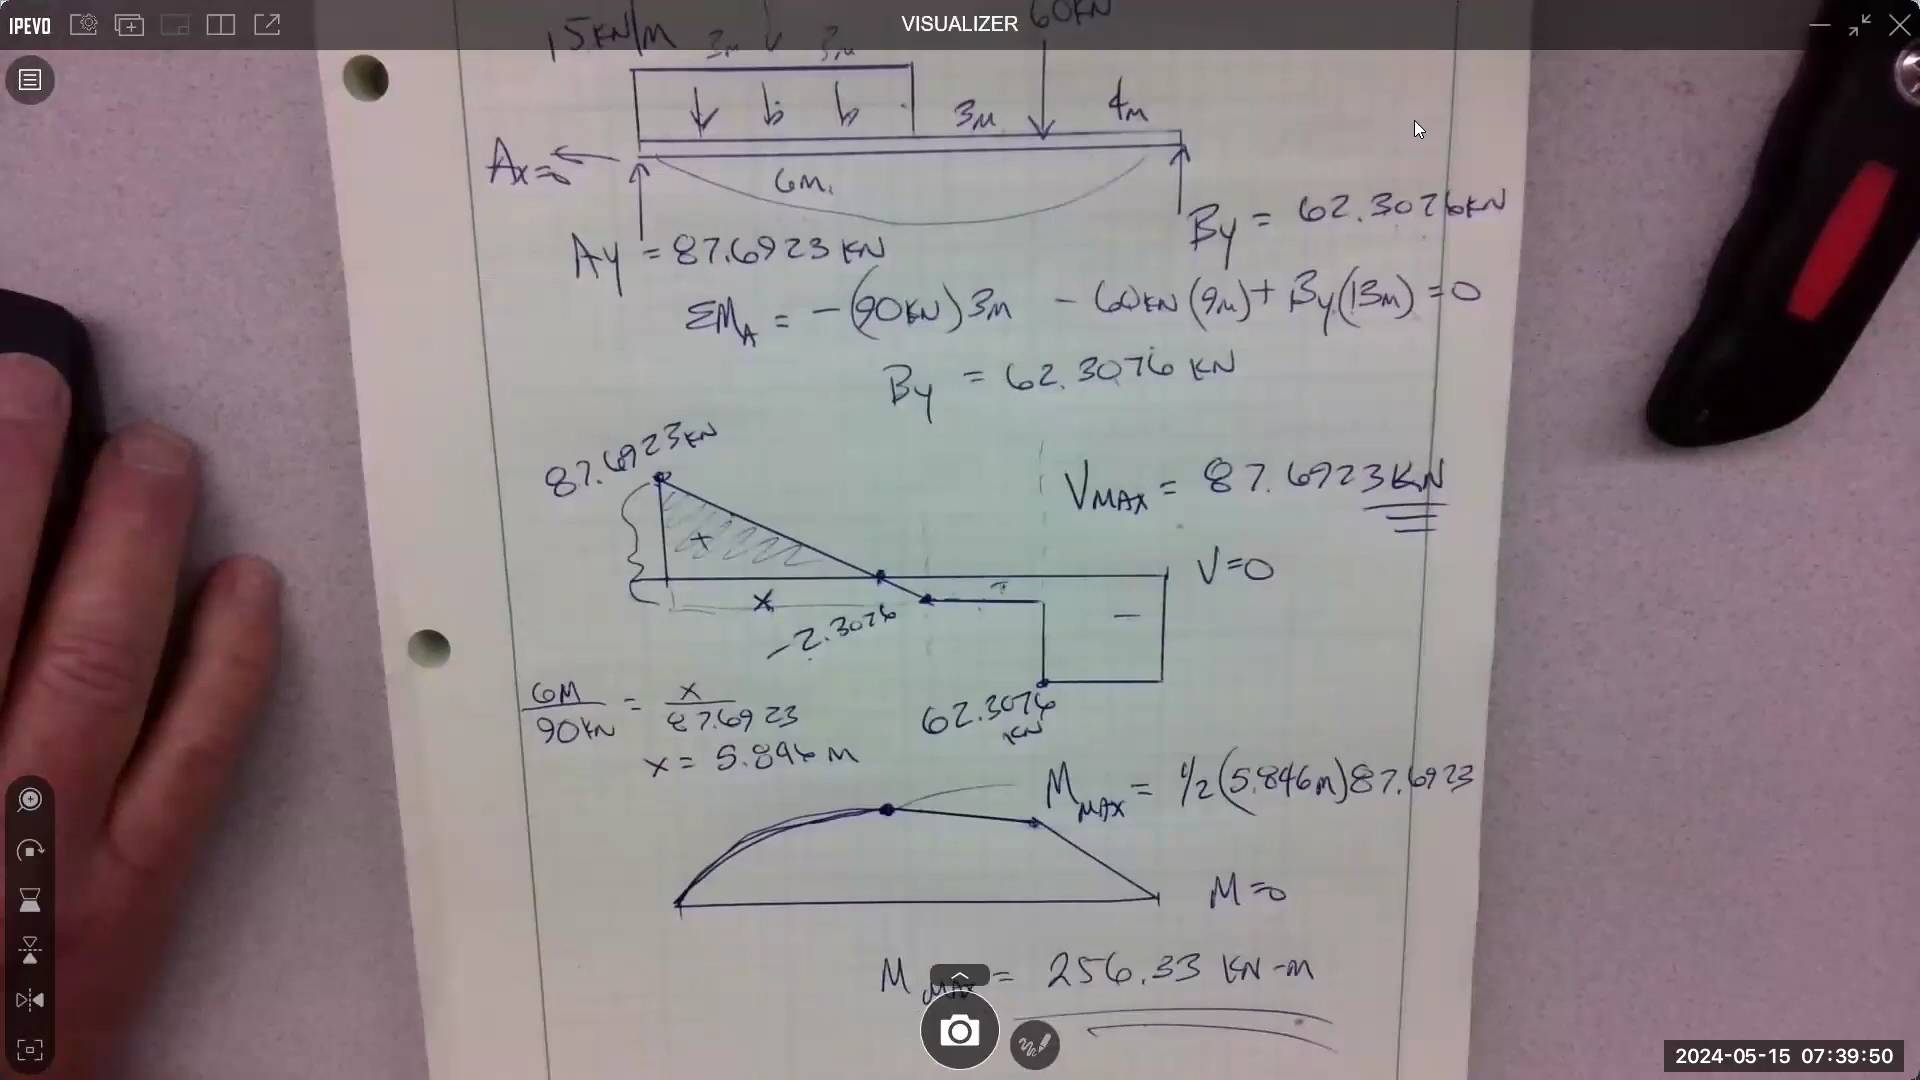 IPEVO VISUALIZER
15 KN/M 3m 3m 60KN
3M 4M
Ax=0
6M.
By = 62.3076KN
Ay = 87.6923 KN
ΣMA = -(90KN)3m - 60KN(9M)+ By(13M)=0
By = 62.3076 KN
87.6923KN
VMAX = 87.6923KN
V=0
+
-
x
-2.3076
6M/90KN = x/87.6923
62.3076 KN
x = 5.846 M
MMAX = 1/2(5.846m)87.6923
M=0
MMAX = 256.33 KN-M
2024-05-15 07:39:50